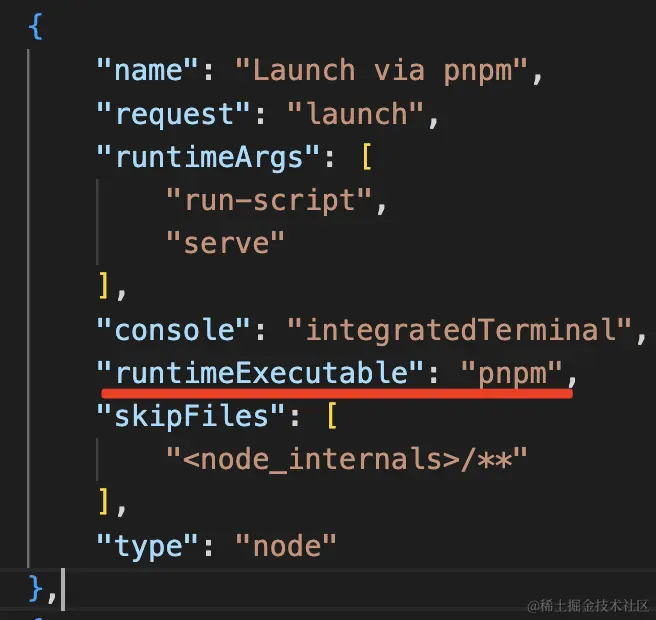 {
"name": "Launch via pnpm",
"request": "launch",
"runtimeArgs": [
"run-script",
"serve"
],
"console": "integratedTerminal",
"runtimeExecutable": "pnpm",
"skipFiles": [
"<node_internals>/**"
],
"type": "node"
},
@稀土掘金技术社区